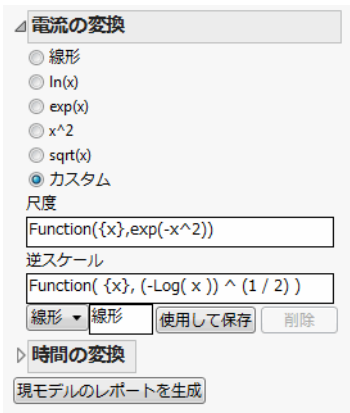 電流の変換
線形
ln(x)
exp(x)
x^2
sqrt(x)
カスタム
尺度
Function({x},exp(-x^2))
逆スケール
Function( {x}, (-Log( x )) ^ (1 / 2) )
線形 線形 使用して保存 削除
時間の変換
現モデルのレポートを生成